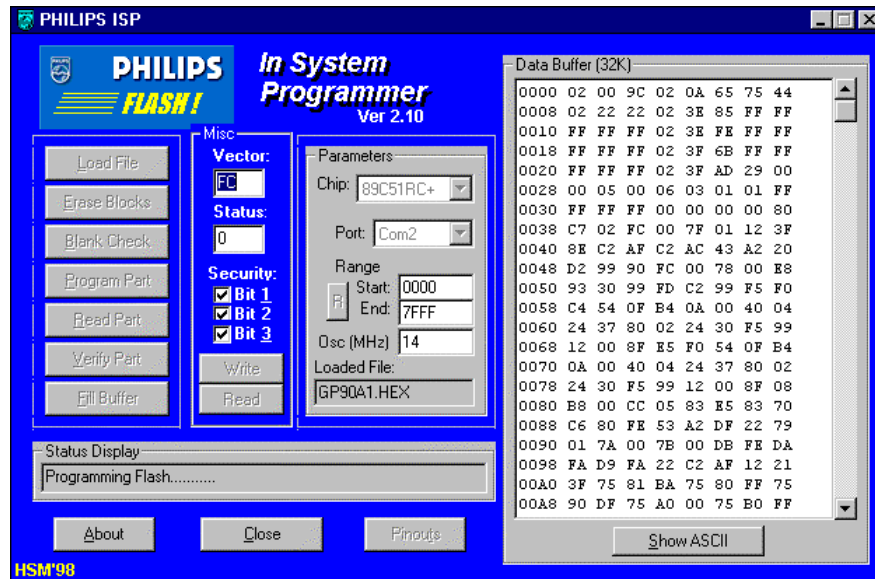 PHILIPS ISP
PHILIPS
FLASH!
In System
Programmer
Ver 2.10
Load File
Erase Blocks
Blank Check
Program Part
Read Part
Verify Part
Fill Buffer
Misc
Vector:
FC
Status:
0
Security:
Bit 1
Bit 2
Bit 3
Write
Read
Parameters
Chip: 89C51RC+
Port: Com2
Range
R
Start: 0000
End: 7FFF
Osc (MHz) 14
Loaded File:
GP90A1.HEX
Status Display
Programming Flash...........
About
Close
Pinouts
HSM'98
Data Buffer (32K)
0000 02 00 9C 02 0A 65 75 44
0008 02 22 22 02 3E 85 FF FF
0010 FF FF FF 02 3E FE FF FF
0018 FF FF FF 02 3F 6B FF FF
0020 FF FF FF 02 3F AD 29 00
0028 00 05 00 06 03 01 01 FF
0030 FF FF FF 00 00 00 00 80
0038 C7 02 FC 00 7F 01 12 3F
0040 8E C2 AF C2 AC 43 A2 20
0048 D2 99 90 FC 00 78 00 E8
0050 93 30 99 FD C2 99 F5 F0
0058 C4 54 0F B4 0A 00 40 04
0060 24 37 80 02 24 30 F5 99
0068 12 00 8F E5 F0 54 0F B4
0070 0A 00 40 04 24 37 80 02
0078 24 30 F5 99 12 00 8F 08
0080 B8 00 CC 05 83 E5 83 70
0088 C6 80 FE 53 A2 DF 22 79
0090 01 7A 00 7B 00 DB FE DA
0098 FA D9 FA 22 C2 AF 12 21
00A0 3F 75 81 BA 75 80 FF 75
00A8 90 DF 75 A0 00 75 B0 FF
Show ASCII